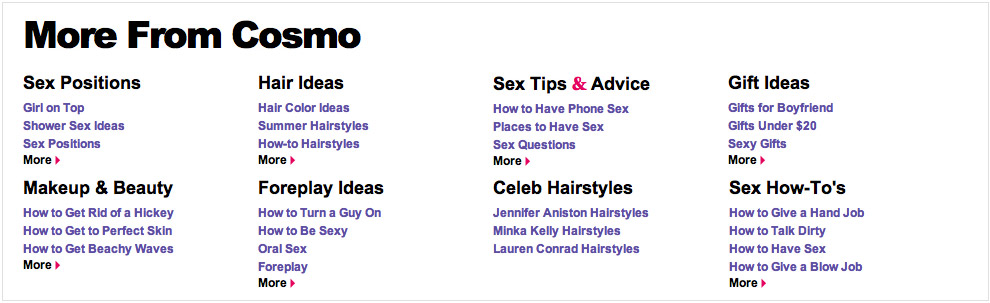 More From Cosmo
Sex Positions
Girl on Top
Shower Sex Ideas
Sex Positions
More
Hair Ideas
Hair Color Ideas
Summer Hairstyles
How-to Hairstyles
More
Sex Tips & Advice
How to Have Phone Sex
Places to Have Sex
Sex Questions
More
Gift Ideas
Gifts for Boyfriend
Gifts Under $20
Sexy Gifts
More
Makeup & Beauty
How to Get Rid of a Hickey
How to Get to Perfect Skin
How to Get Beachy Waves
More
Foreplay Ideas
How to Turn a Guy On
How to Be Sexy
Oral Sex
Foreplay
More
Celeb Hairstyles
Jennifer Aniston Hairstyles
Minka Kelly Hairstyles
Lauren Conrad Hairstyles
Sex How-To's
How to Give a Hand Job
How to Talk Dirty
How to Have Sex
How to Give a Blow Job
More